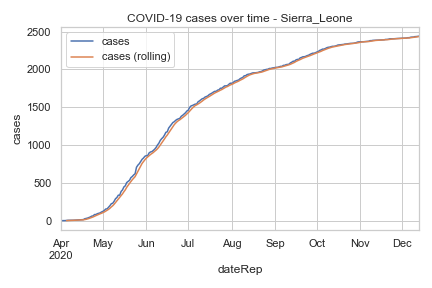 COVID-19 cases over time - Sierra_Leone
cases
cases (rolling)
2500
2000
1500
1000
500
0
cases
Apr May Jun Jul Aug Sep Oct Nov Dec
2020
dateRep